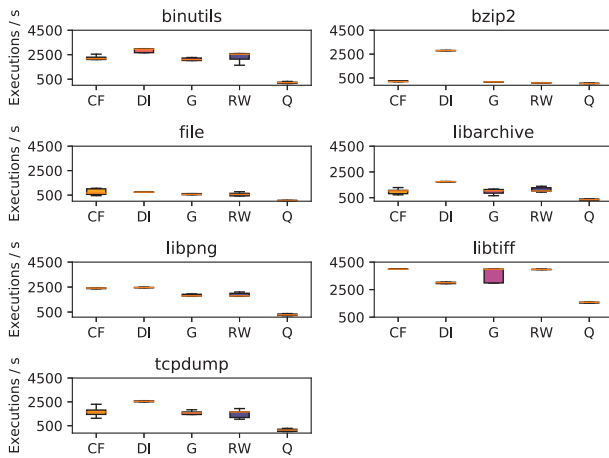 binutils
Executions / s
4500
2500
500
CF DI G RW Q
bzip2
4500
2500
500
CF DI G RW Q
file
Executions / s
4500
2500
500
CF DI G RW Q
libarchive
4500
2500
500
CF DI G RW Q
libpng
Executions / s
4500
2500
500
CF DI G RW Q
libtiff
4500
2500
500
CF DI G RW Q
tcpdump
Executions / s
4500
2500
500
CF DI G RW Q